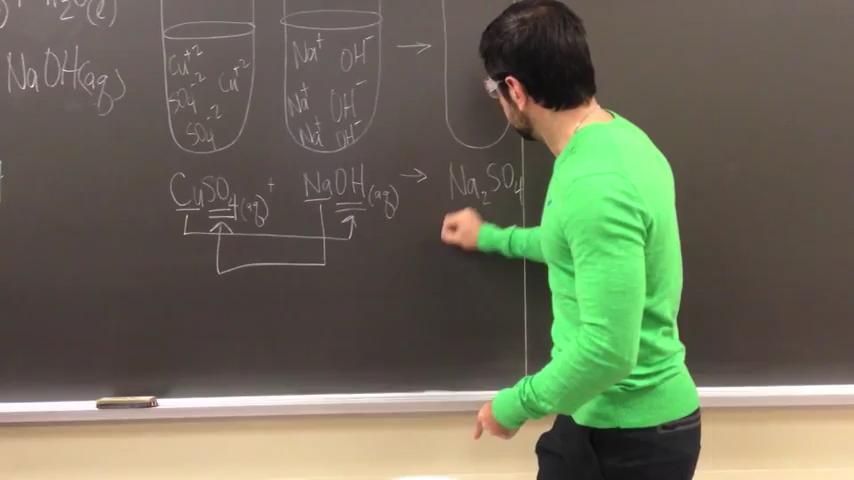 H₂O(l)
NaOH(aq)
Cu⁺² Cu⁺²
SO₄⁻²
SO₄⁻²
Na⁺ OH⁻
Na⁺ OH⁻
Na⁺ OH⁻
→
CuSO₄(aq) + NaOH(aq) → Na₂SO₄